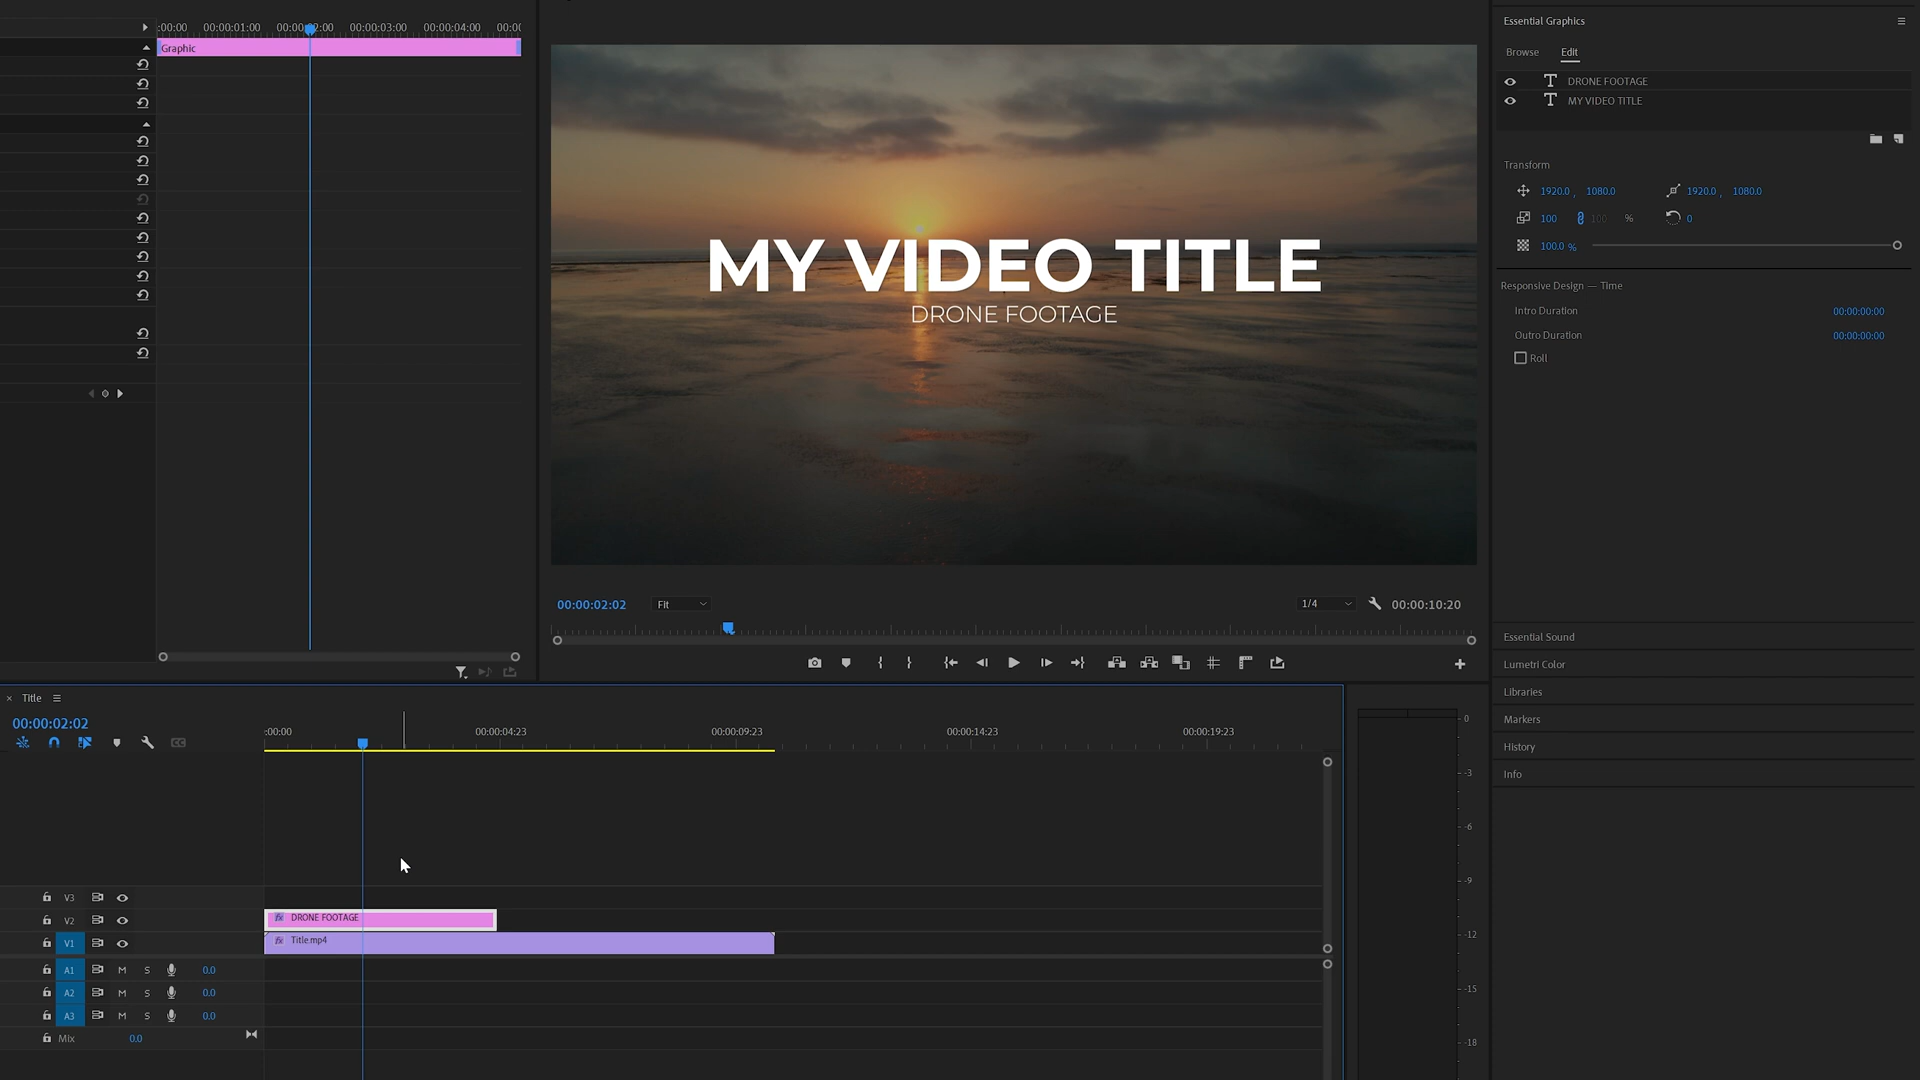 :00:00 00:00:01:00 00:00:02:00 00:00:03:00 00:00:04:00 00:00
Graphic
MY VIDEO TITLE
DRONE FOOTAGE
00:00:02:02 Fit 1/4 00:00:10:20
Essential Graphics
Browse Edit
DRONE FOOTAGE
MY VIDEO TITLE
Transform
1920.0 , 1080.0 1920.0 , 1080.0
100 100 % 0
100.0 %
Responsive Design — Time
Intro Duration 00:00:00:00
Outro Duration 00:00:00:00
Roll
Essential Sound
Lumetri Color
Libraries
Markers
History
Info
× Title
00:00:02:02
:00:00 00:00:04:23 00:00:09:23 00:00:14:23 00:00:19:23
V3
V2 fx DRONE FOOTAGE
V1 fx Title.mp4
A1 M S 0.0
A2 M S 0.0
A3 M S 0.0
Mix 0.0
0
-3
-6
-9
-12
-15
-18